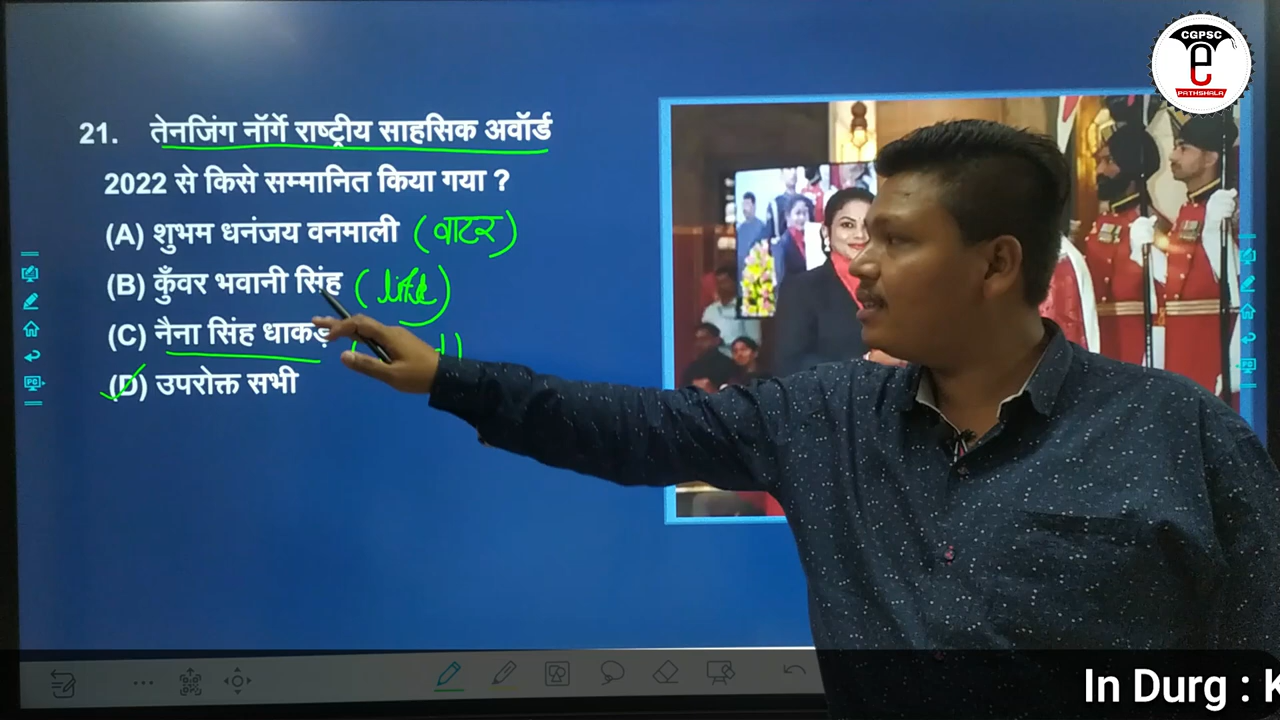 CGPSC
e
PATHSHALA
21. तेनजिंग नॉर्गे राष्ट्रीय साहसिक अवॉर्ड
2022 से किसे सम्मानित किया गया ?
(A) शुभम धनंजय वनमाली (वाटर)
(B) कुँवर भवानी सिंह (life)
(C) नैना सिंह धाकड़
(D) उपरोक्त सभी
In Durg : K